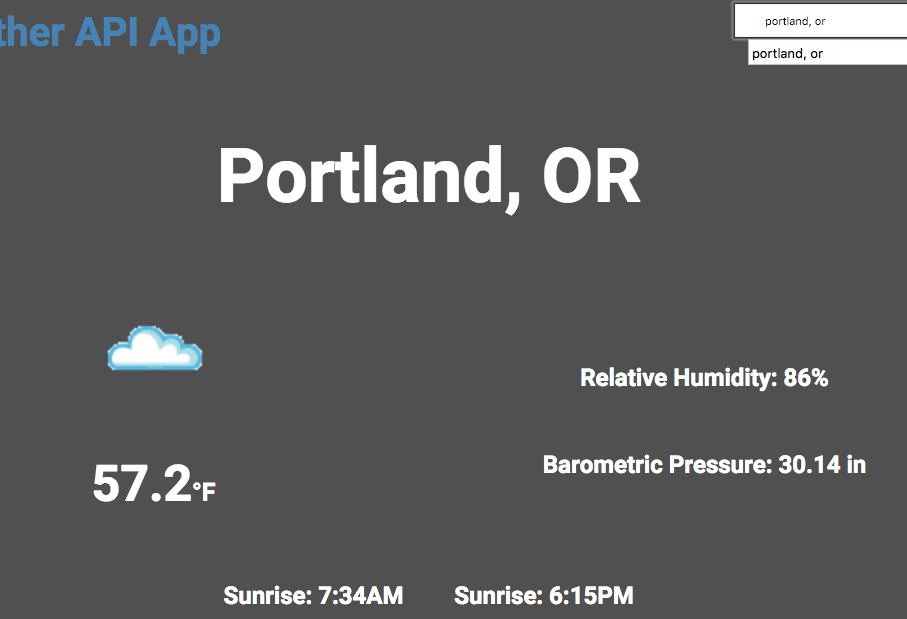 ther API App
portland, or
portland, or
Portland, OR
Relative Humidity: 86%
Barometric Pressure: 30.14 in
57.2°F
Sunrise: 7:34AM Sunrise: 6:15PM